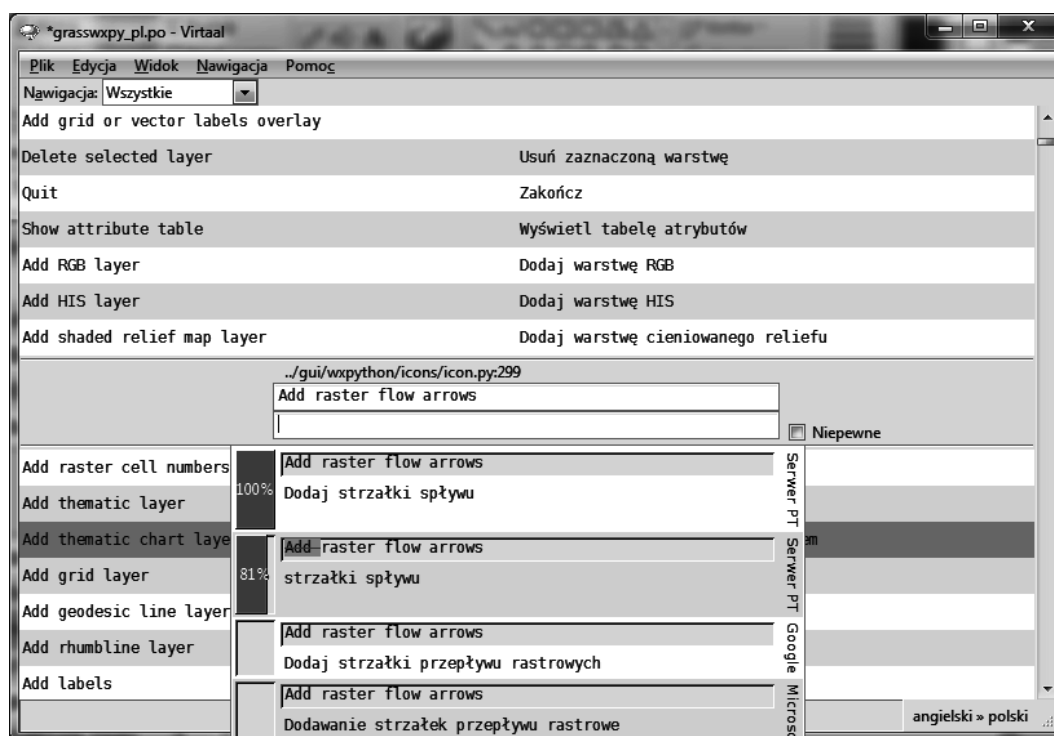 *grasswxpy_pl.po - Virtaal
Plik Edycja Widok Nawigacja Pomoc
Nawigacja: Wszystkie
Add grid or vector labels overlay
Delete selected layer Usuń zaznaczoną warstwę
Quit Zakończ
Show attribute table Wyświetl tabelę atrybutów
Add RGB layer Dodaj warstwę RGB
Add HIS layer Dodaj warstwę HIS
Add shaded relief map layer Dodaj warstwę cieniowanego reliefu
../gui/wxpython/icons/icon.py:299
Add raster flow arrows
Niepewne
Add raster cell numbers
Add thematic layer
Add thematic chart laye
Add grid layer
Add geodesic line layer
Add rhumbline layer
Add labels
100%
Add raster flow arrows
Dodaj strzałki spływu
Serwer PT
81%
Add raster flow arrows
strzałki spływu
Serwer PT
Add raster flow arrows
Dodaj strzałki przepływu rastrowych
Google
Add raster flow arrows
Dodawanie strzałek przepływu rastrowe
Microso
angielski » polski